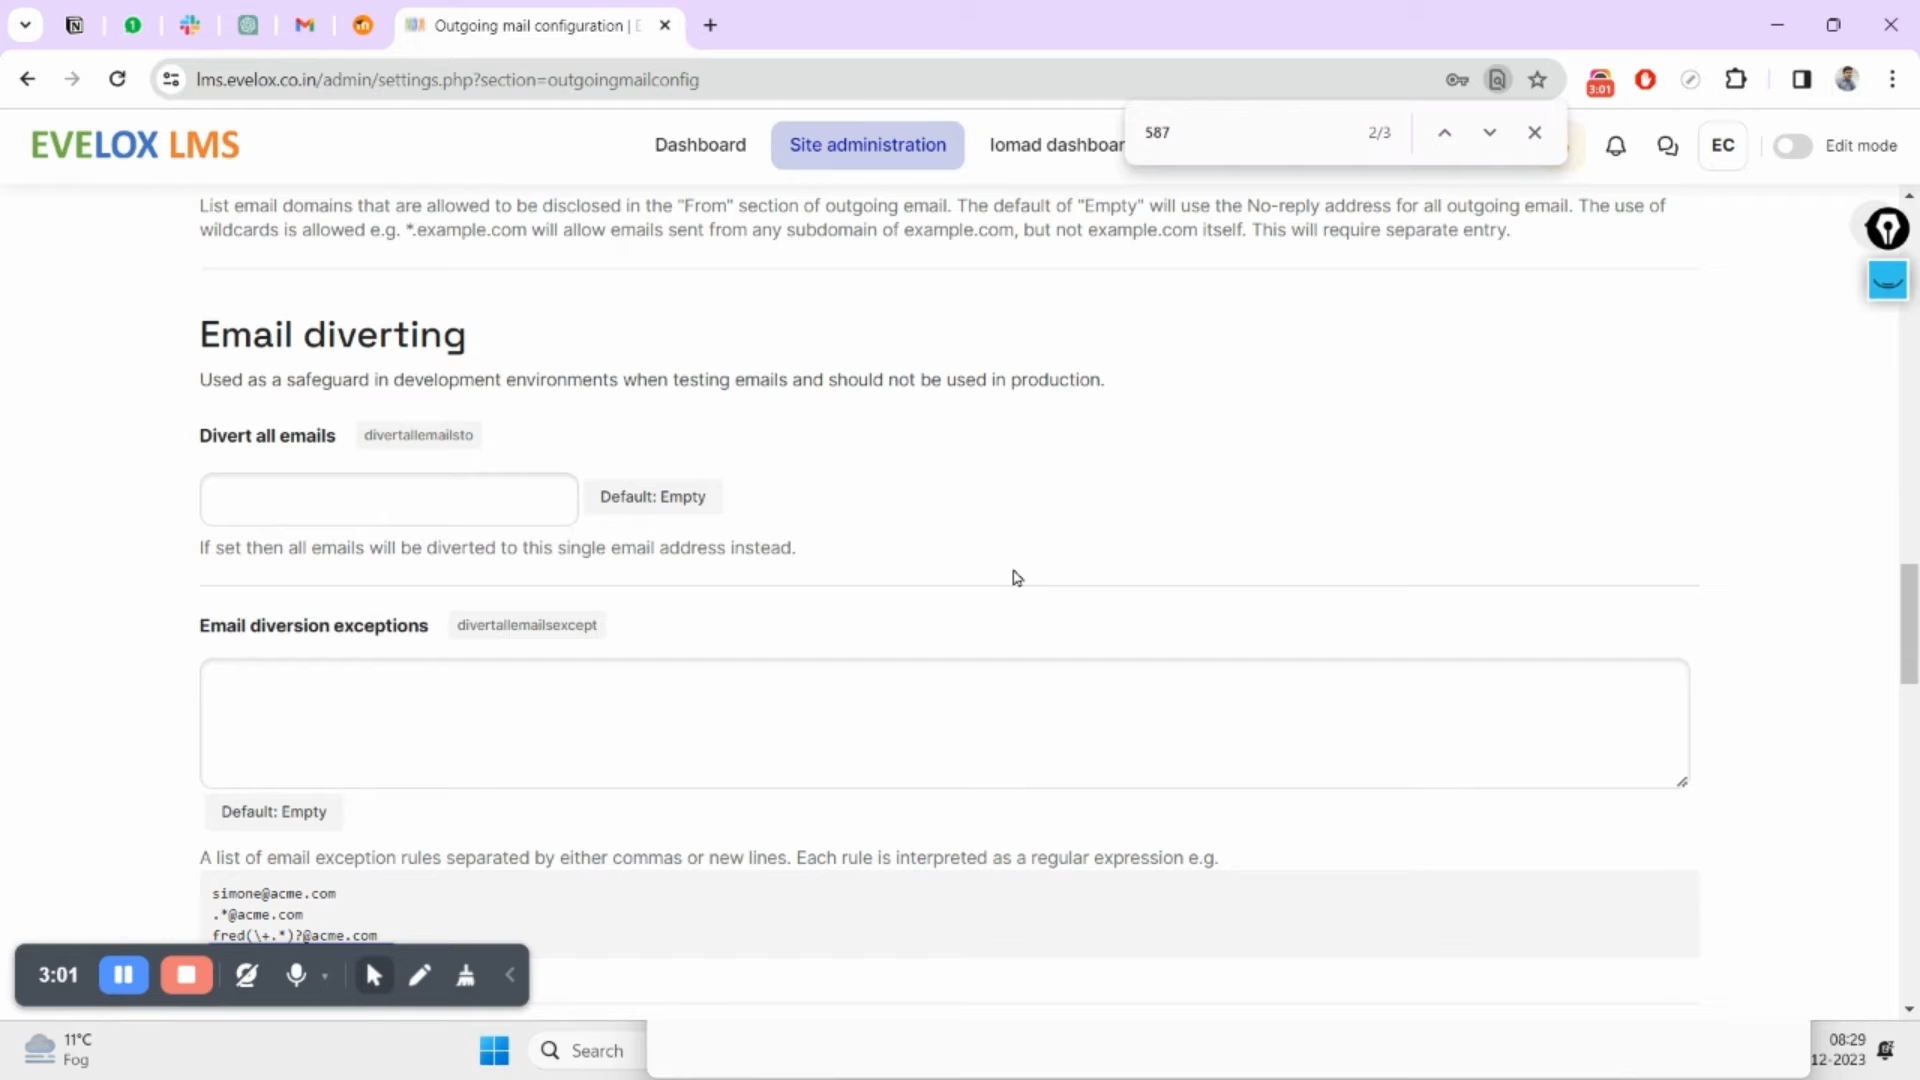 Outgoing mail configuration | E
lms.evelox.co.in/admin/settings.php?section=outgoingmailconfig
3:01
EVELOX LMS
Dashboard
Site administration
Iomad dashboar
587
2/3
EC
Edit mode
List email domains that are allowed to be disclosed in the "From" section of outgoing email. The default of "Empty" will use the No-reply address for all outgoing email. The use of
wildcards is allowed e.g. *.example.com will allow emails sent from any subdomain of example.com, but not example.com itself. This will require separate entry.
Email diverting
Used as a safeguard in development environments when testing emails and should not be used in production.
Divert all emails
divertallemailsto
Default: Empty
If set then all emails will be diverted to this single email address instead.
Email diversion exceptions
divertallemailsexcept
Default: Empty
A list of email exception rules separated by either commas or new lines. Each rule is interpreted as a regular expression e.g.
simone@acme.com
.*@acme.com
fred(\+.*)?@acme.com
3:01
11°C
Fog
Search
08:29
12-2023